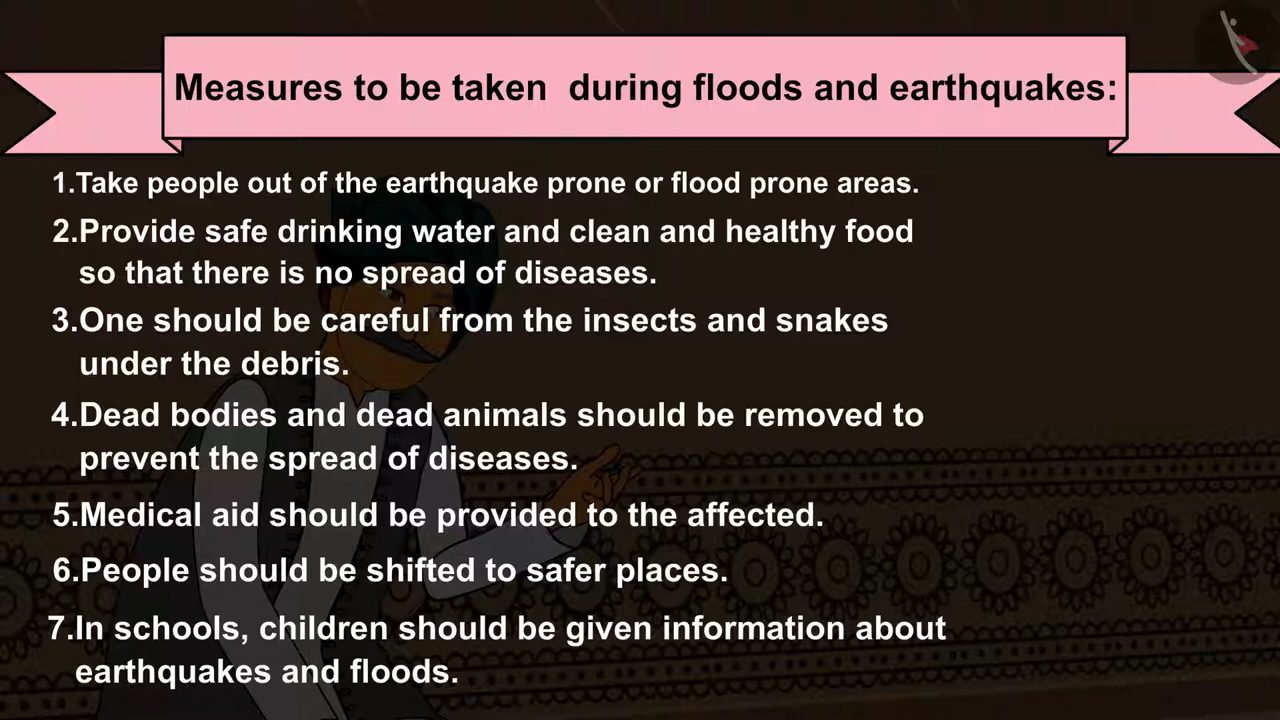 Measures to be taken  during floods and earthquakes:
1.Take people out of the earthquake prone or flood prone areas.
2.Provide safe drinking water and clean and healthy food
so that there is no spread of diseases.
3.One should be careful from the insects and snakes
under the debris.
4.Dead bodies and dead animals should be removed to
prevent the spread of diseases.
5.Medical aid should be provided to the affected.
6.People should be shifted to safer places.
7.In schools, children should be given information about
earthquakes and floods.